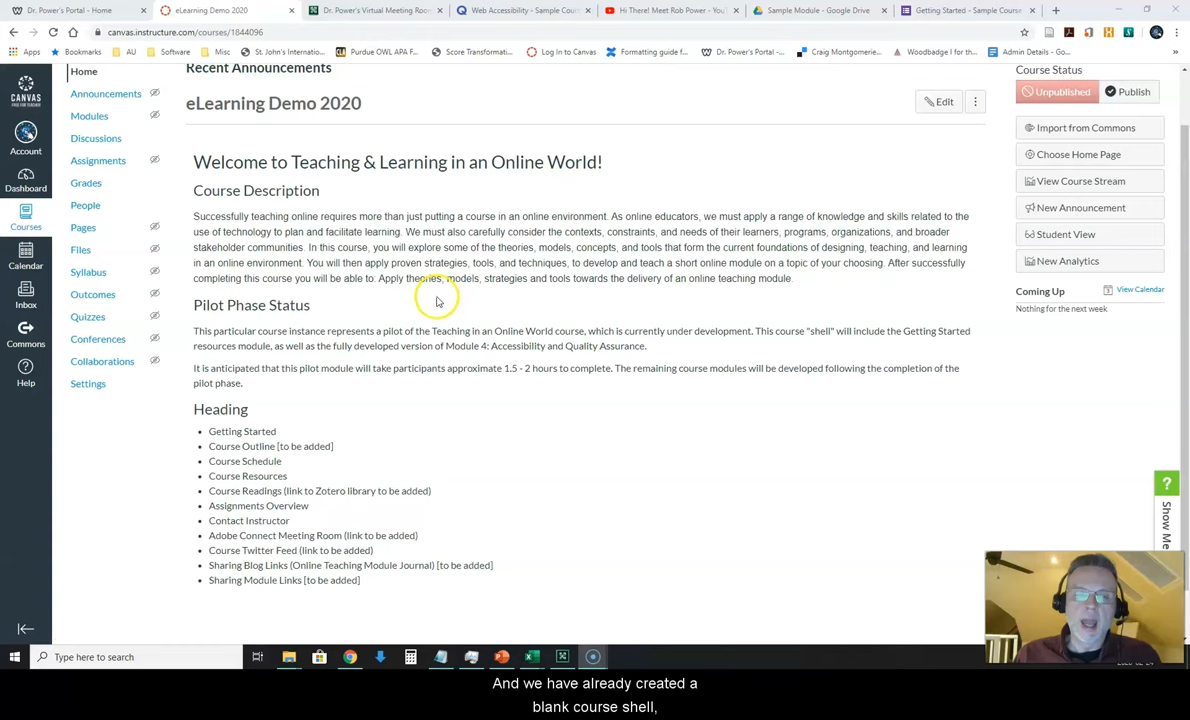 Dr. Power's Portal - Home
eLearning Demo 2020
Dr. Power's Virtual Meeting Room
Web Accessibility - Sample Cour
Hi There! Meet Rob Power - You
Sample Module - Google Drive
Getting Started - Sample Course
canvas.instructure.com/courses/1844096
Apps
Bookmarks
AU
Software
Misc
St. John's Internatio...
Purdue OWL APA F...
Score Transformati...
Log In to Canvas
Formatting guide f...
Dr. Power's Portal -...
Craig Montgomerie...
Woodbadge I for th...
Admin Details - Go...
CANVAS
FREE FOR TEACHER
Account
Dashboard
Courses
Calendar
Inbox
Commons
Help
Home
Announcements
Modules
Discussions
Assignments
Grades
People
Pages
Files
Syllabus
Outcomes
Quizzes
Conferences
Collaborations
Settings
Recent Announcements
eLearning Demo 2020
Edit
Welcome to Teaching & Learning in an Online World!
Course Description
Successfully teaching online requires more than just putting a course in an online environment. As online educators, we must apply a range of knowledge and skills related to the
use of technology to plan and facilitate learning. We must also carefully consider the contexts, constraints, and needs of their learners, programs, organizations, and broader
stakeholder communities. In this course, you will explore some of the theories, models, concepts, and tools that form the current foundations of designing, teaching, and learning
in an online environment. You will then apply proven strategies, tools, and techniques, to develop and teach a short online module on a topic of your choosing. After successfully
completing this course you will be able to: Apply theories, models, strategies and tools towards the delivery of an online teaching module.
Pilot Phase Status
This particular course instance represents a pilot of the Teaching in an Online World course, which is currently under development. This course "shell" will include the Getting Started
resources module, as well as the fully developed version of Module 4: Accessibility and Quality Assurance.
It is anticipated that this pilot module will take participants approximate 1.5 - 2 hours to complete. The remaining course modules will be developed following the completion of the
pilot phase.
Heading
• Getting Started
• Course Outline [to be added]
• Course Schedule
• Course Resources
• Course Readings (link to Zotero library to be added)
• Assignments Overview
• Contact Instructor
• Adobe Connect Meeting Room (link to be added)
• Course Twitter Feed (link to be added)
• Sharing Blog Links (Online Teaching Module Journal) [to be added]
• Sharing Module Links [to be added]
Course Status
Unpublished
Publish
Import from Commons
Choose Home Page
View Course Stream
New Announcement
Student View
New Analytics
Coming Up
View Calendar
Nothing for the next week
?
Show Me
Type here to search
And we have already created a
blank course shell,